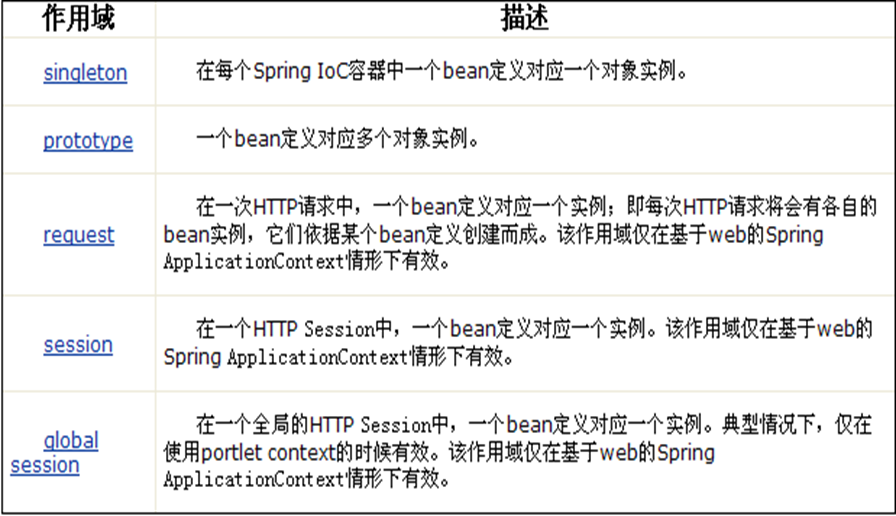 作用域 描述
singleton 在每个Spring IoC容器中一个bean定义对应一个对象实例。
prototype 一个bean定义对应多个对象实例。
在一次HTTP请求中，一个bean定义对应一个实例；即每次HTTP请求将会有各自的
request bean实例，它们依据某个bean定义创建而成。该作用域仅在基于web的Spring
ApplicationContext情形下有效。
在一个HTTP Session中，一个bean定义对应一个实例。该作用域仅在基于web的
session Spring ApplicationContext情形下有效。
在一个全局的HTTP Session中，一个bean定义对应一个实例。典型情况下，仅在
global 使用portlet context的时候有效。该作用域仅在基于web的Spring
session ApplicationContext情形下有效。